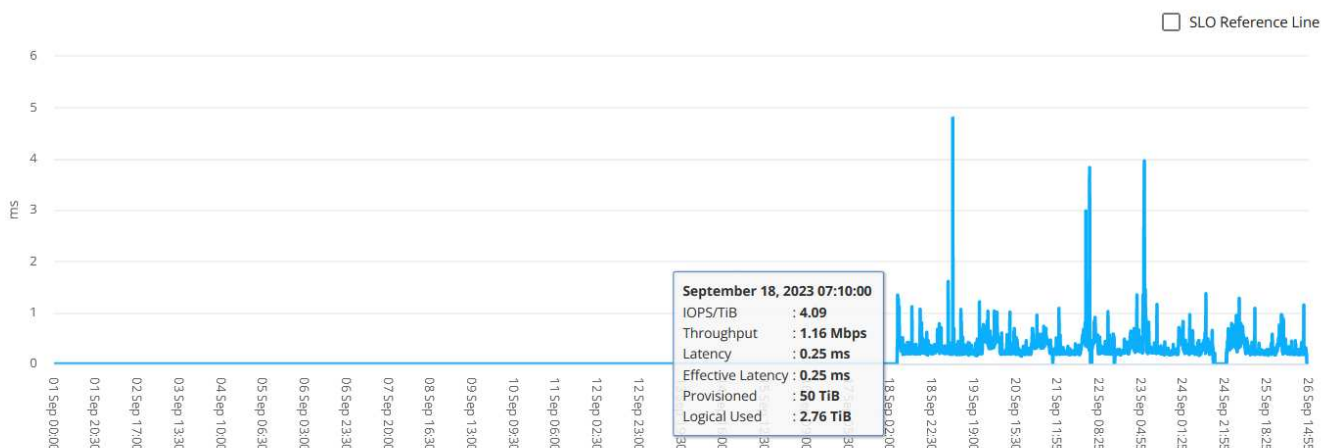 SLO Reference Line
6
5
4
3
2
1
0
ms
September 18, 2023 07:10:00
IOPS/TiB : 4.09
Throughput : 1.16 Mbps
Latency : 0.25 ms
Effective Latency : 0.25 ms
Provisioned : 50 TiB
Logical Used : 2.76 TiB
01 Sep 00:00
01 Sep 20:30
02 Sep 17:00
03 Sep 13:30
04 Sep 10:00
05 Sep 06:30
06 Sep 03:00
06 Sep 23:30
07 Sep 20:00
08 Sep 16:30
09 Sep 13:00
10 Sep 09:30
11 Sep 06:00
12 Sep 02:30
12 Sep 23:00
18 Sep 02:00
18 Sep 22:30
19 Sep 19:00
20 Sep 15:30
21 Sep 11:55
22 Sep 08:25
23 Sep 04:55
24 Sep 01:25
24 Sep 21:55
25 Sep 18:25
26 Sep 14:55